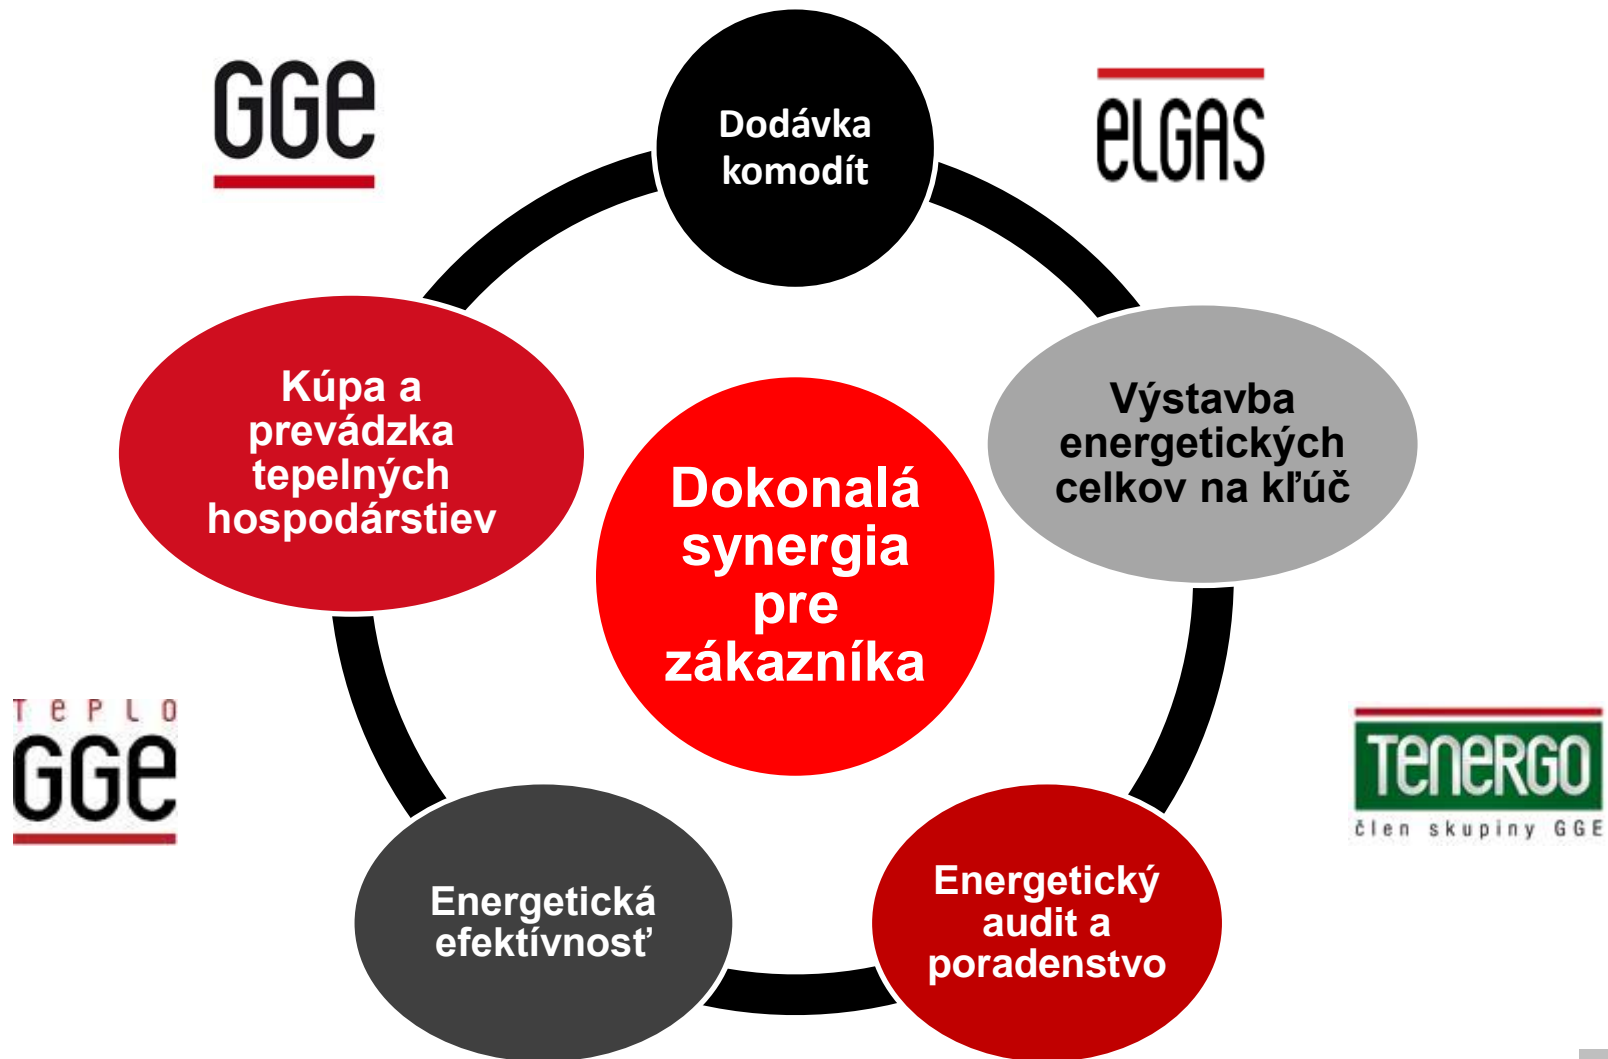 GGE
ELGAS
Dodávka
komodít
Kúpa a
prevádzka
tepelných
hospodárstiev
Výstavba
energetických
celkov na kľúč
Dokonalá
synergia
pre
zákazníka
TEPLO
GGE
TENERGO
člen skupiny GGE
Energetická
efektívnosť
Energetický
audit a
poradenstvo